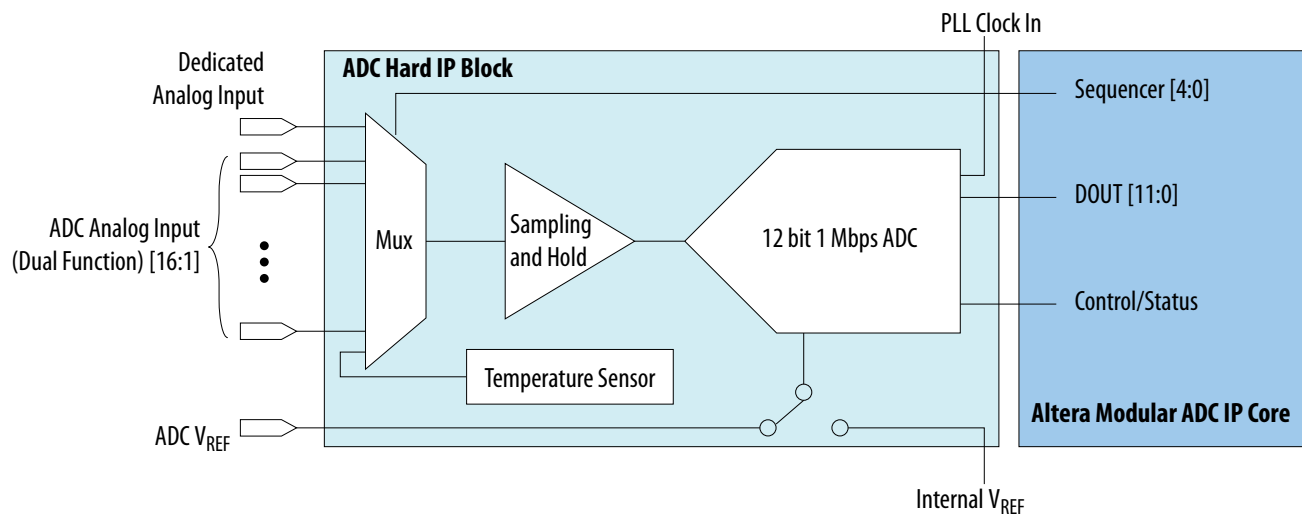 PLL Clock In
Dedicated
Analog Input
ADC Hard IP Block
Sequencer [4:0]
ADC Analog Input
(Dual Function) [16:1]
Mux
Sampling
and Hold
12 bit 1 Mbps ADC
DOUT [11:0]
Control/Status
Temperature Sensor
ADC VREF
Altera Modular ADC IP Core
Internal VREF